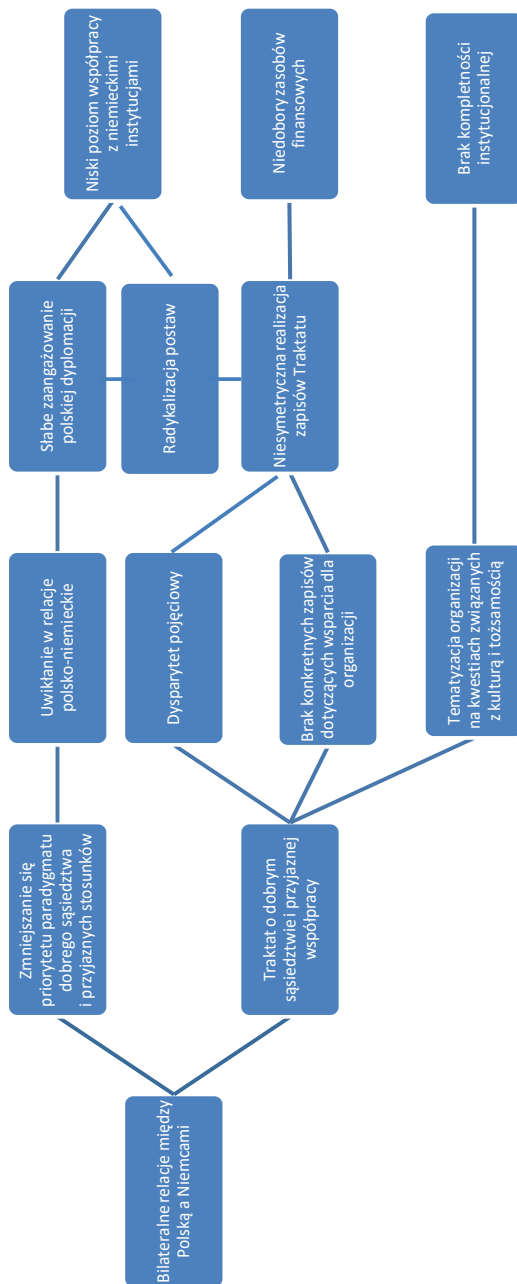 Bilateralne relacje między
Polską a Niemcami
Zmniejszanie się
priorytetu paradygmatu
dobrego sąsiedztwa
i przyjaznych stosunków
Traktat o dobrym
sąsiedztwie i przyjaznej
współpracy
Uwikłanie w relacje
polsko-niemieckie
Dysparytet pojęciowy
Brak konkretnych zapisów
dotyczących wsparcia dla
organizacji
Tematyzacja organizacji
na kwestiach związanych
z kulturą i tożsamością
Słabe zaangażowanie
polskiej dyplomacji
Radykalizacja postaw
Niesymetryczna realizacja
zapisów Traktatu
Niski poziom współpracy
z niemieckimi
instytucjami
Niedobory zasobów
finansowych
Brak kompletności
instytucjonalnej